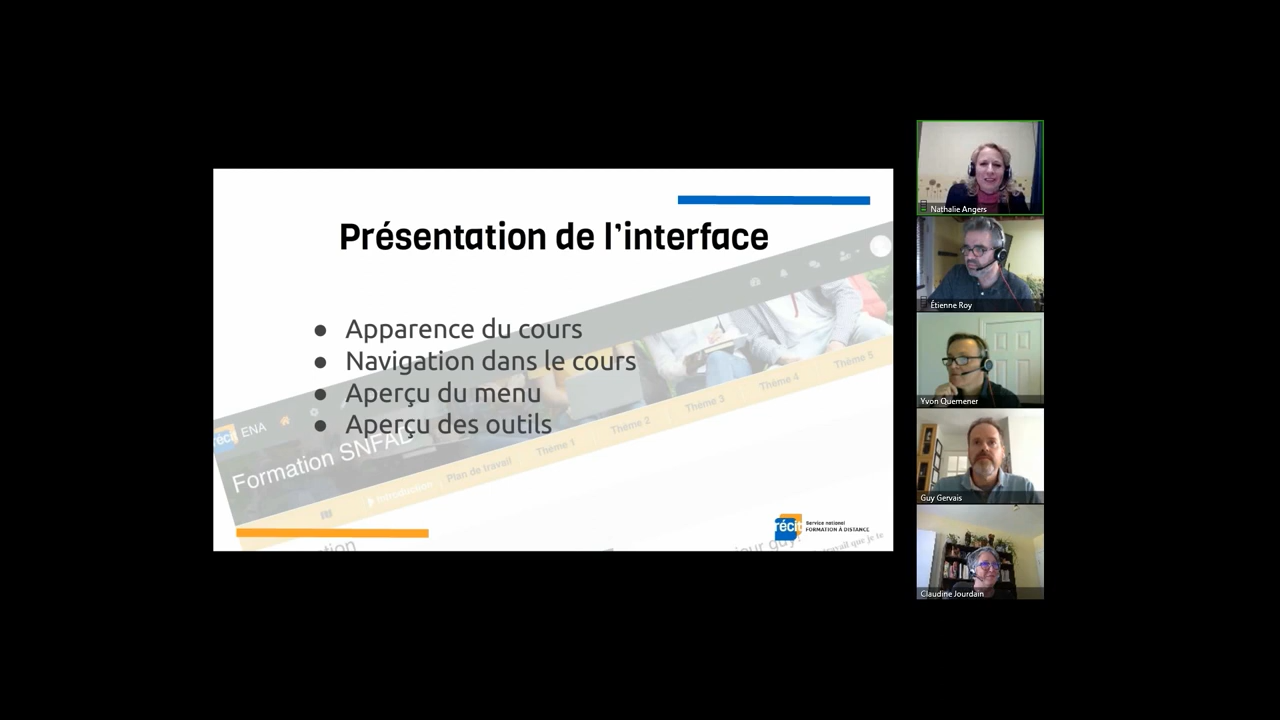 Présentation de l'interface
● Apparence du cours
● Navigation dans le cours
● Aperçu du menu
● Aperçu des outils
récit ENA
Formation SNFAD
Introduction
Plan de travail
Thème 1
Thème 2
Thème 3
Thème 4
Thème 5
récit
Service national
FORMATION À DISTANCE
Nathalie Angers
Étienne Roy
Yvon Quemener
Guy Gervais
Claudine Jourdain